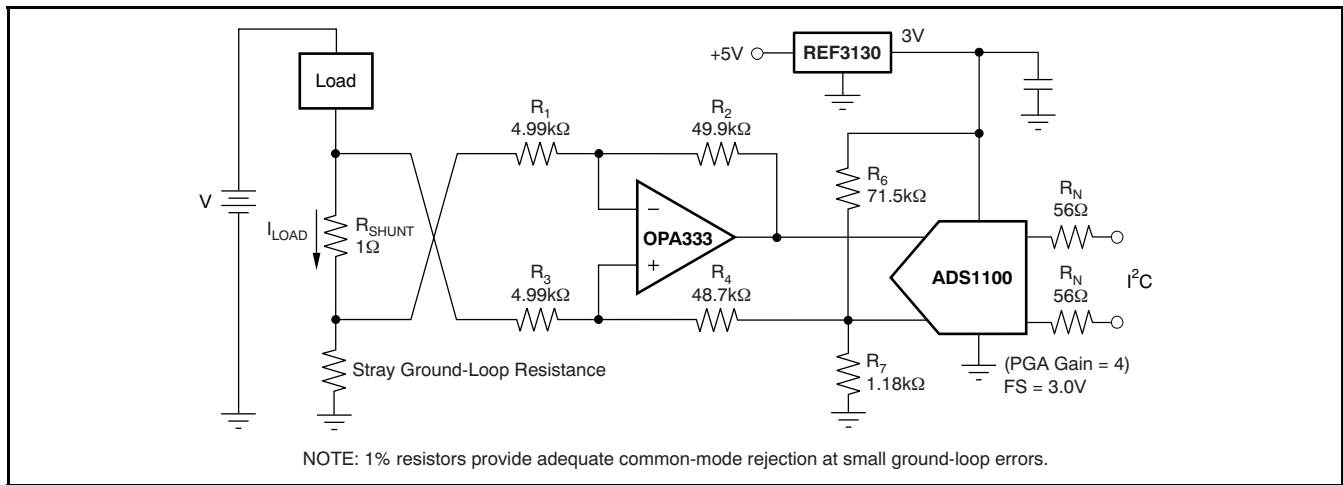 3V
+5V
REF3130
Load
R1
4.99kΩ
R2
49.9kΩ
R6
71.5kΩ
V
ILOAD
RSHUNT
1Ω
−
OPA333
+
RN
56Ω
ADS1100
RN
56Ω
I²C
R3
4.99kΩ
R4
48.7kΩ
Stray Ground-Loop Resistance
R7
1.18kΩ
(PGA Gain = 4)
FS = 3.0V
NOTE: 1% resistors provide adequate common-mode rejection at small ground-loop errors.